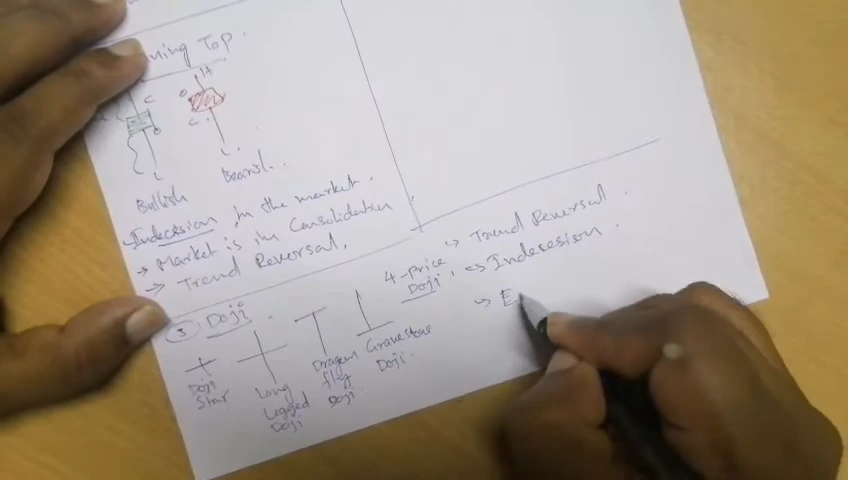 ning Top.
H
C
O
O
C.
L
L.
Bullish
Bearish.
Indecision in the market.
→ Market is in Consolidation
→ Trend Reversal.
③ Doji.
Doji
Star
Long
Legged
Doji
Dragon
fly
Doji.
Gravestone
Doji.
4-Price
Doji.
→ Trend Reversal.
→ Indecesison.
→ E